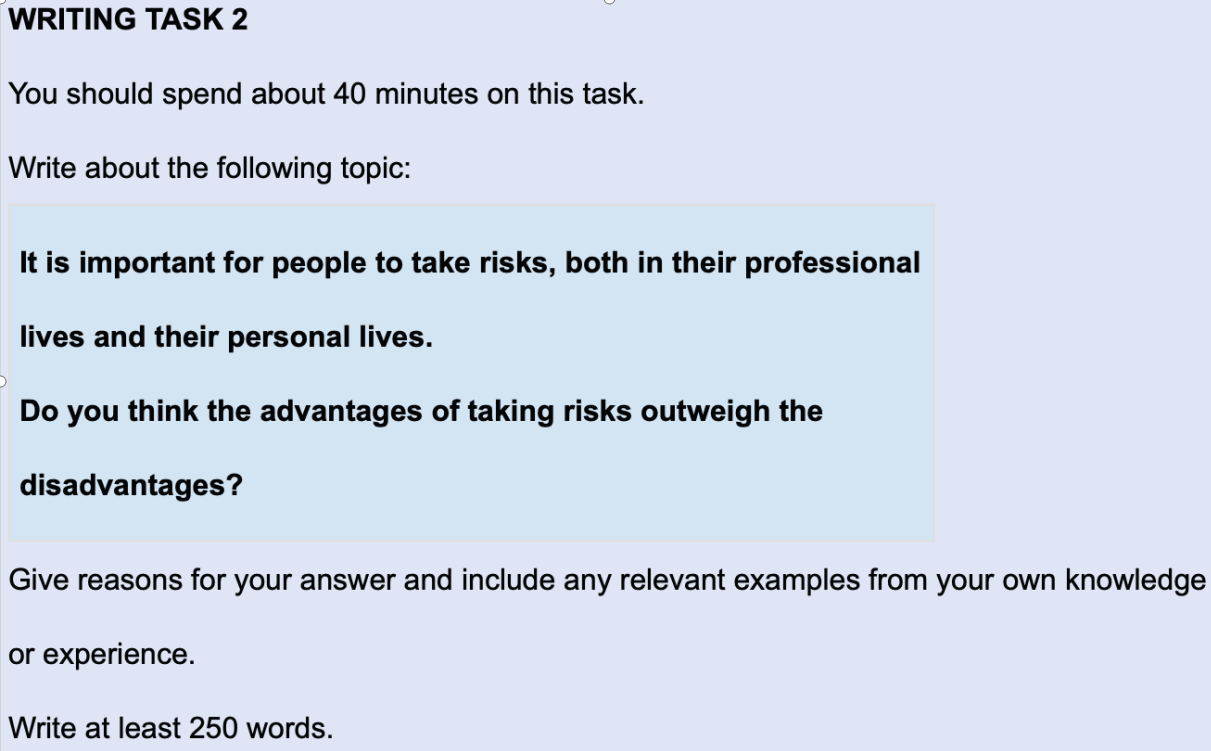 WRITING TASK 2
You should spend about 40 minutes on this task.
Write about the following topic:
It is important for people to take risks, both in their professional
lives and their personal lives.
Do you think the advantages of taking risks outweigh the
disadvantages?
Give reasons for your answer and include any relevant examples from your own knowledge
or experience.
Write at least 250 words.